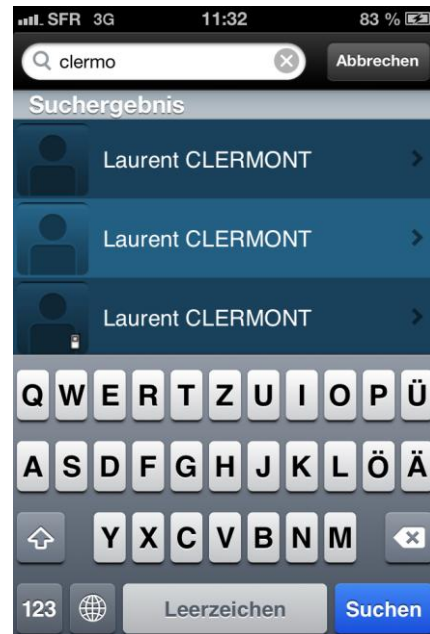 SFR 3G 11:32 83 %
clermo Abbrechen
Suchergebnis
Laurent CLERMONT
Laurent CLERMONT
Laurent CLERMONT
Q W E R T Z U I O P Ü
A S D F G H J K L Ö Ä
Y X C V B N M
123 Leerzeichen Suchen